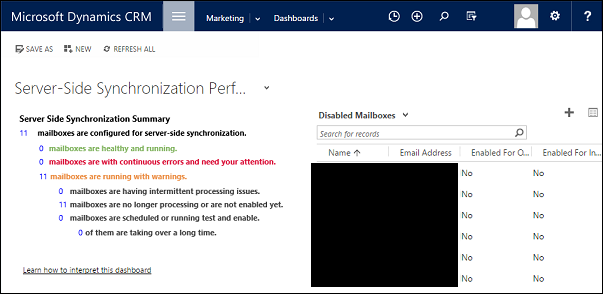 Microsoft Dynamics CRM
Marketing
Dashboards
?
SAVE AS
NEW
REFRESH ALL
Server-Side Synchronization Perf...
Server Side Synchronization Summary
11 mailboxes are configured for server-side synchronization.
0 mailboxes are healthy and running.
0 mailboxes are with continuous errors and need your attention.
11 mailboxes are running with warnings.
0 mailboxes are having intermittent processing issues.
11 mailboxes are no longer processing or are not enabled yet.
0 mailboxes are scheduled or running test and enable.
0 of them are taking over a long time.
Learn how to interpret this dashboard
Disabled Mailboxes
Search for records
Name Email Address Enabled For O... Enabled For In...
No No
No No
No No
No No
No No
No No